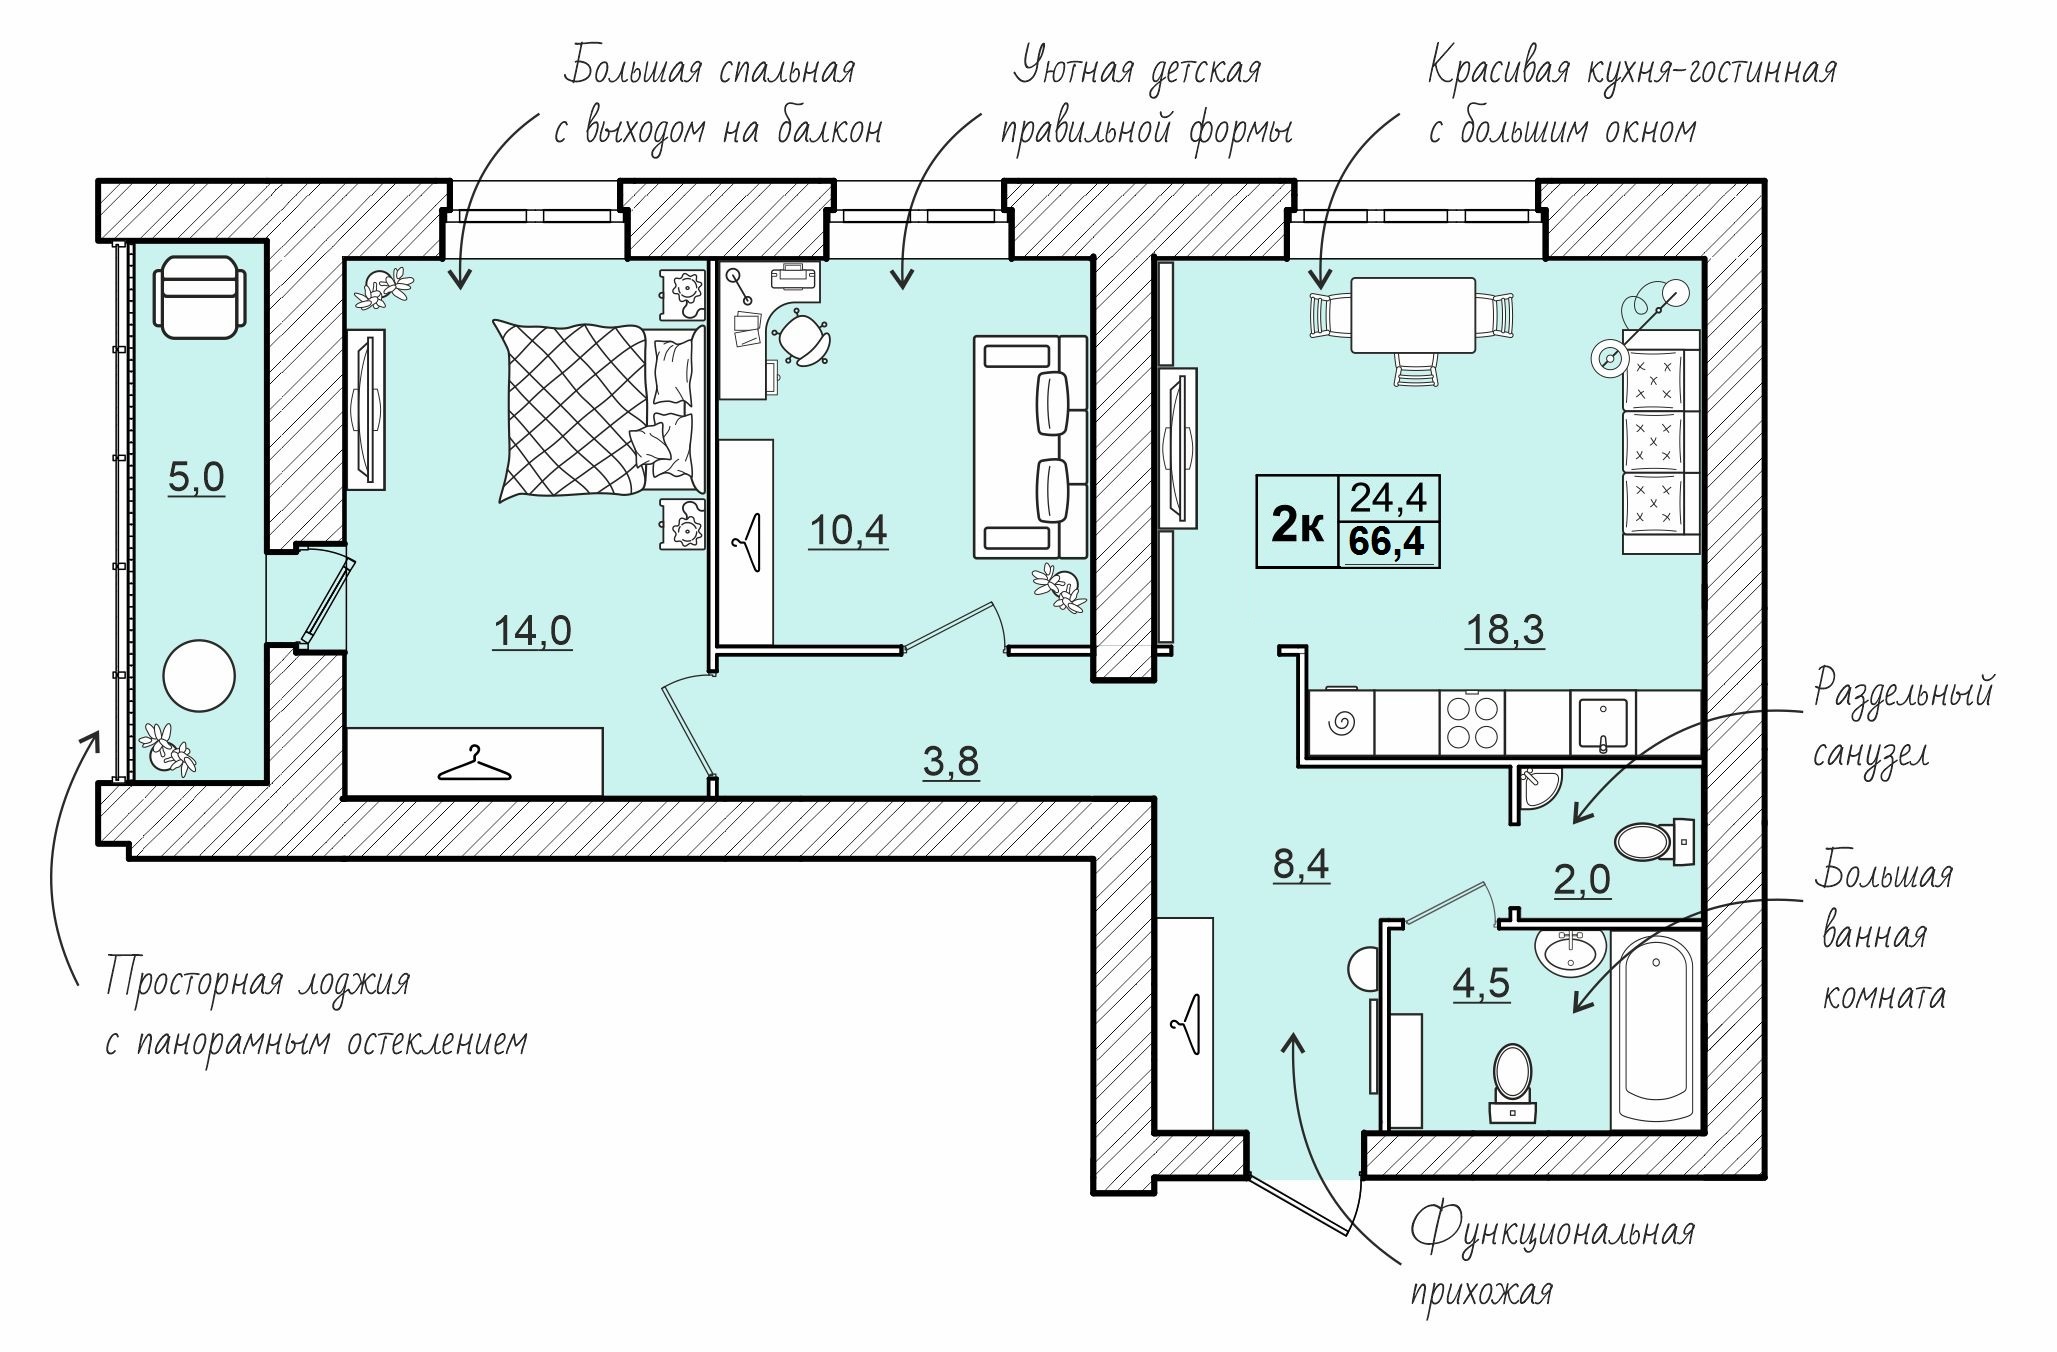 Большая спальная
с выходом на балкон
Уютная детская
правильной формы
Красивая кухня-гостинная
с большим окном
5,0
14,0
10,4
2к
24,4
66,4
18,3
3,8
8,4
2,0
4,5
Раздельный
санузел
Большая
ванная
комната
Просторная лоджия
с панорамным остеклением
Функциональная
прихожая